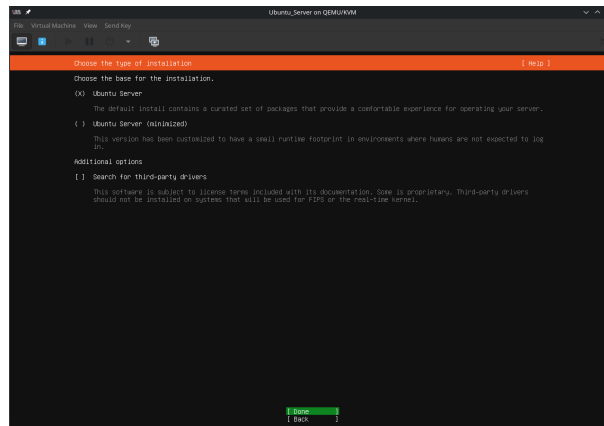 Ubuntu_Server on QEMU/KVM
File Virtual Machine View Send Key
Choose the type of installation [ Help ]
Choose the base for the installation.
(X) Ubuntu Server
The default install contains a curated set of packages that provide a comfortable experience for operating your server.
( ) Ubuntu Server (minimized)
This version has been customized to have a small runtime footprint in environments where humans are not expected to log
in.
Additional options
[ ] Search for third-party drivers
This software is subject to license terms included with its documentation. Some is proprietary. Third-party drivers
should not be installed on systems that will be used for FIPS or the real-time kernel.
[ Done ]
[ Back ]